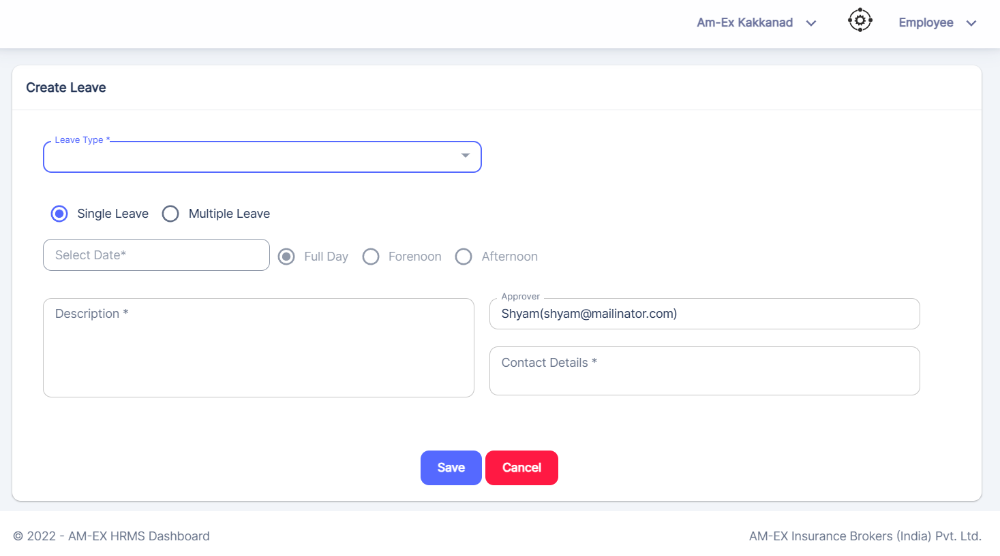 Am-Ex Kakkanad Employee
Create Leave
Leave Type *
Single Leave Multiple Leave
Select Date* Full Day Forenoon Afternoon
Description *
Approver
Shyam(shyam@mailinator.com)
Contact Details *
Save Cancel
© 2022 - AM-EX HRMS Dashboard AM-EX Insurance Brokers (India) Pvt. Ltd.